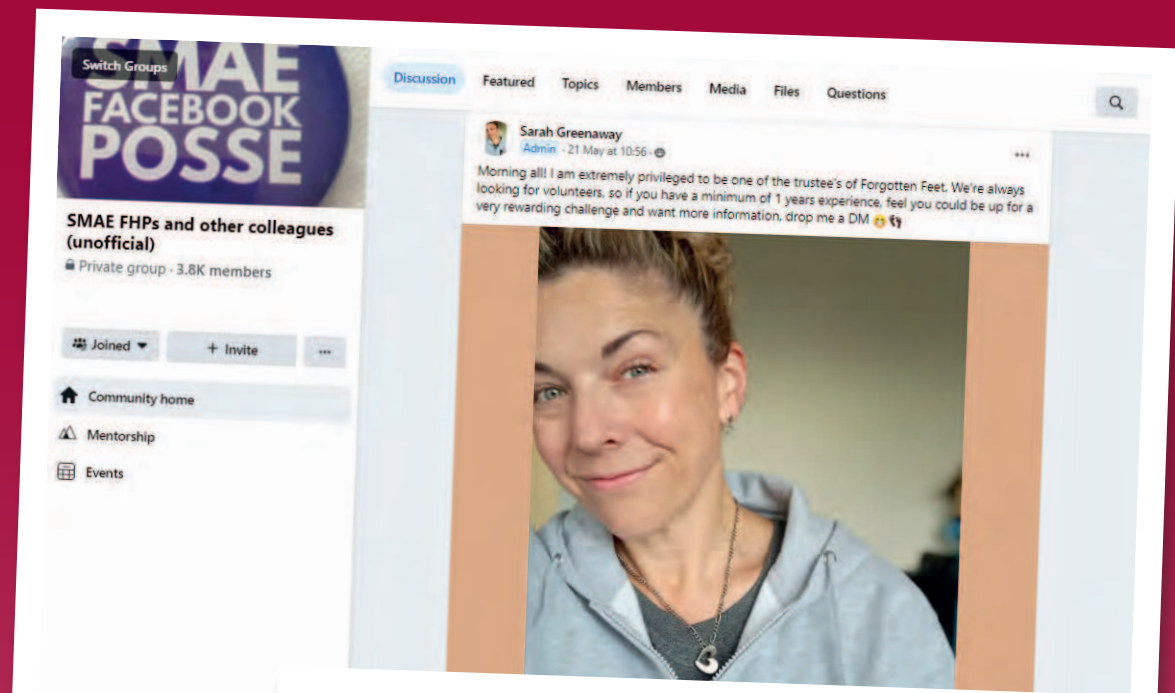 SMAE
Switch Groups
FACEBOOK
POSSE
SMAE FHPs and other colleagues
(unofficial)
Private group · 3.8K members
Joined
+ Invite
···
Community home
Mentorship
Events
Discussion
Featured
Topics
Members
Media
Files
Questions
Sarah Greenaway
Admin · 21 May at 10:56 ·
···
Morning all! I am extremely privileged to be one of the trustee's of Forgotten Feet. We're always
looking for volunteers, so if you have a minimum of 1 years experience, feel you could be up for a
very rewarding challenge and want more information, drop me a DM 😁👣